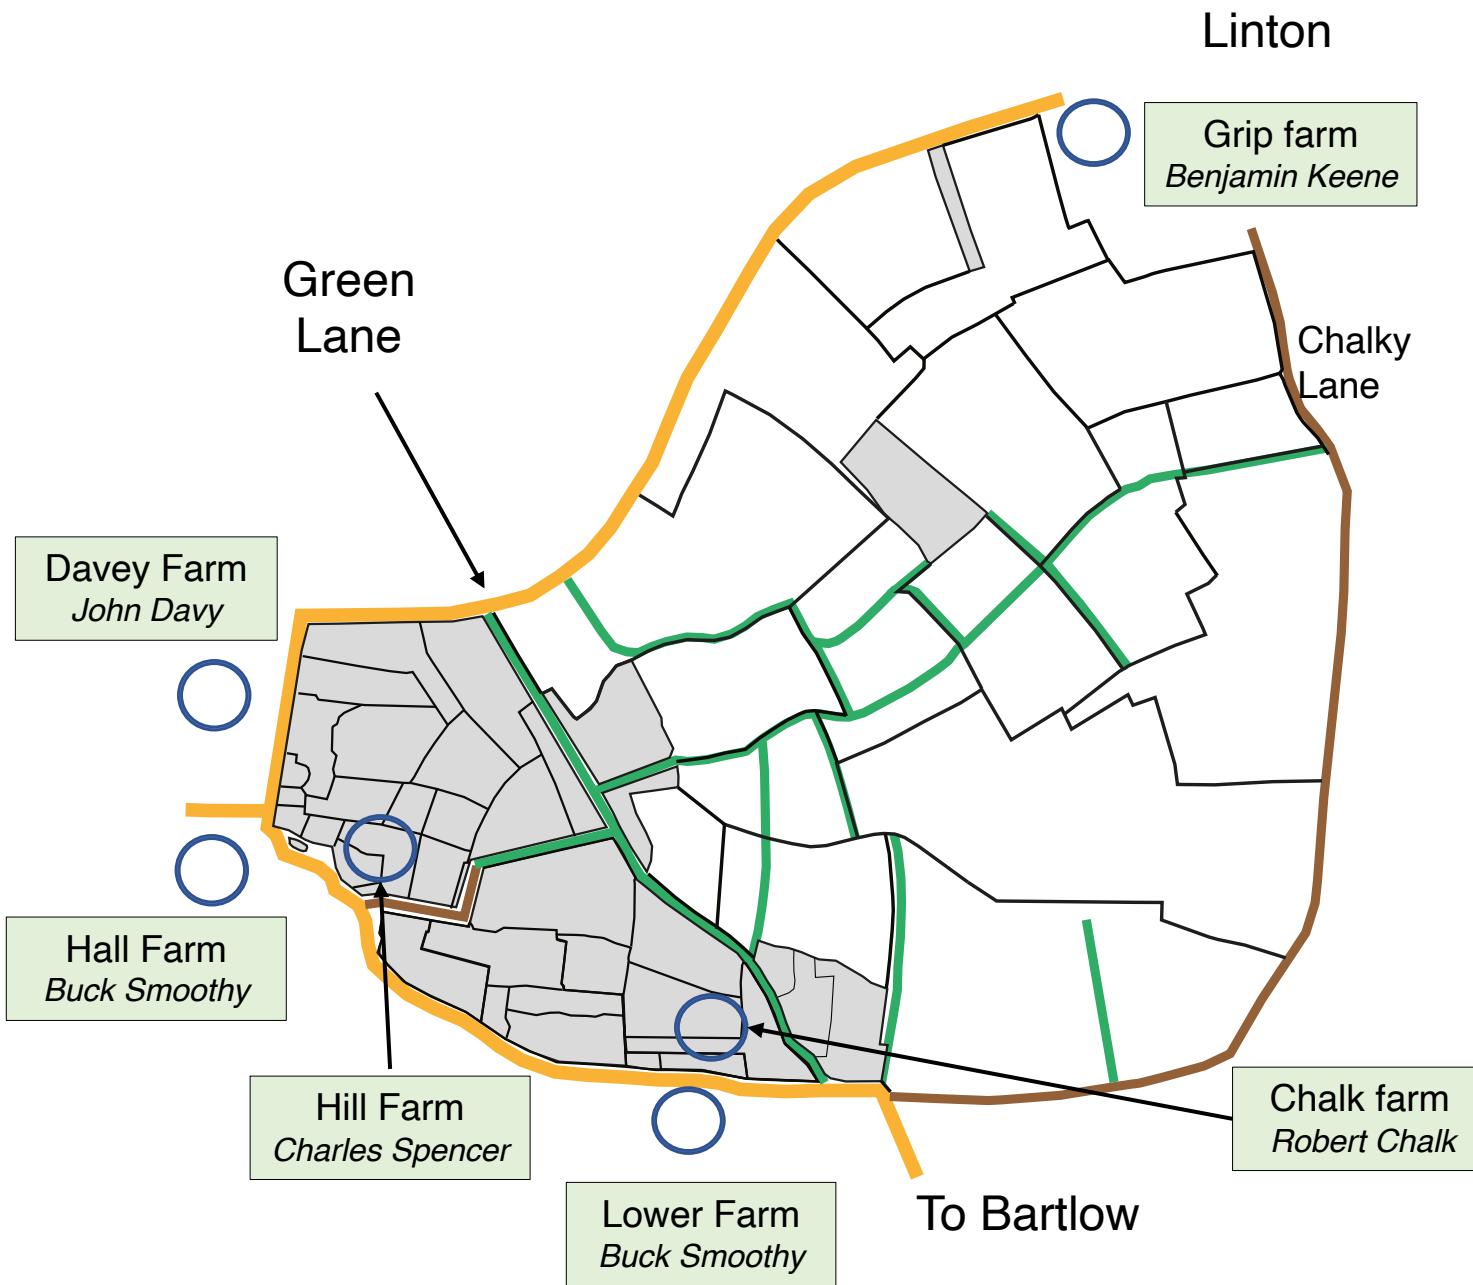 Linton
Grip farm
Benjamin Keene
Green
Lane
Chalky
Lane
Davey Farm
John Davy
Hall Farm
Buck Smoothy
Hill Farm
Charles Spencer
Chalk farm
Robert Chalk
Lower Farm
Buck Smoothy
To Bartlow